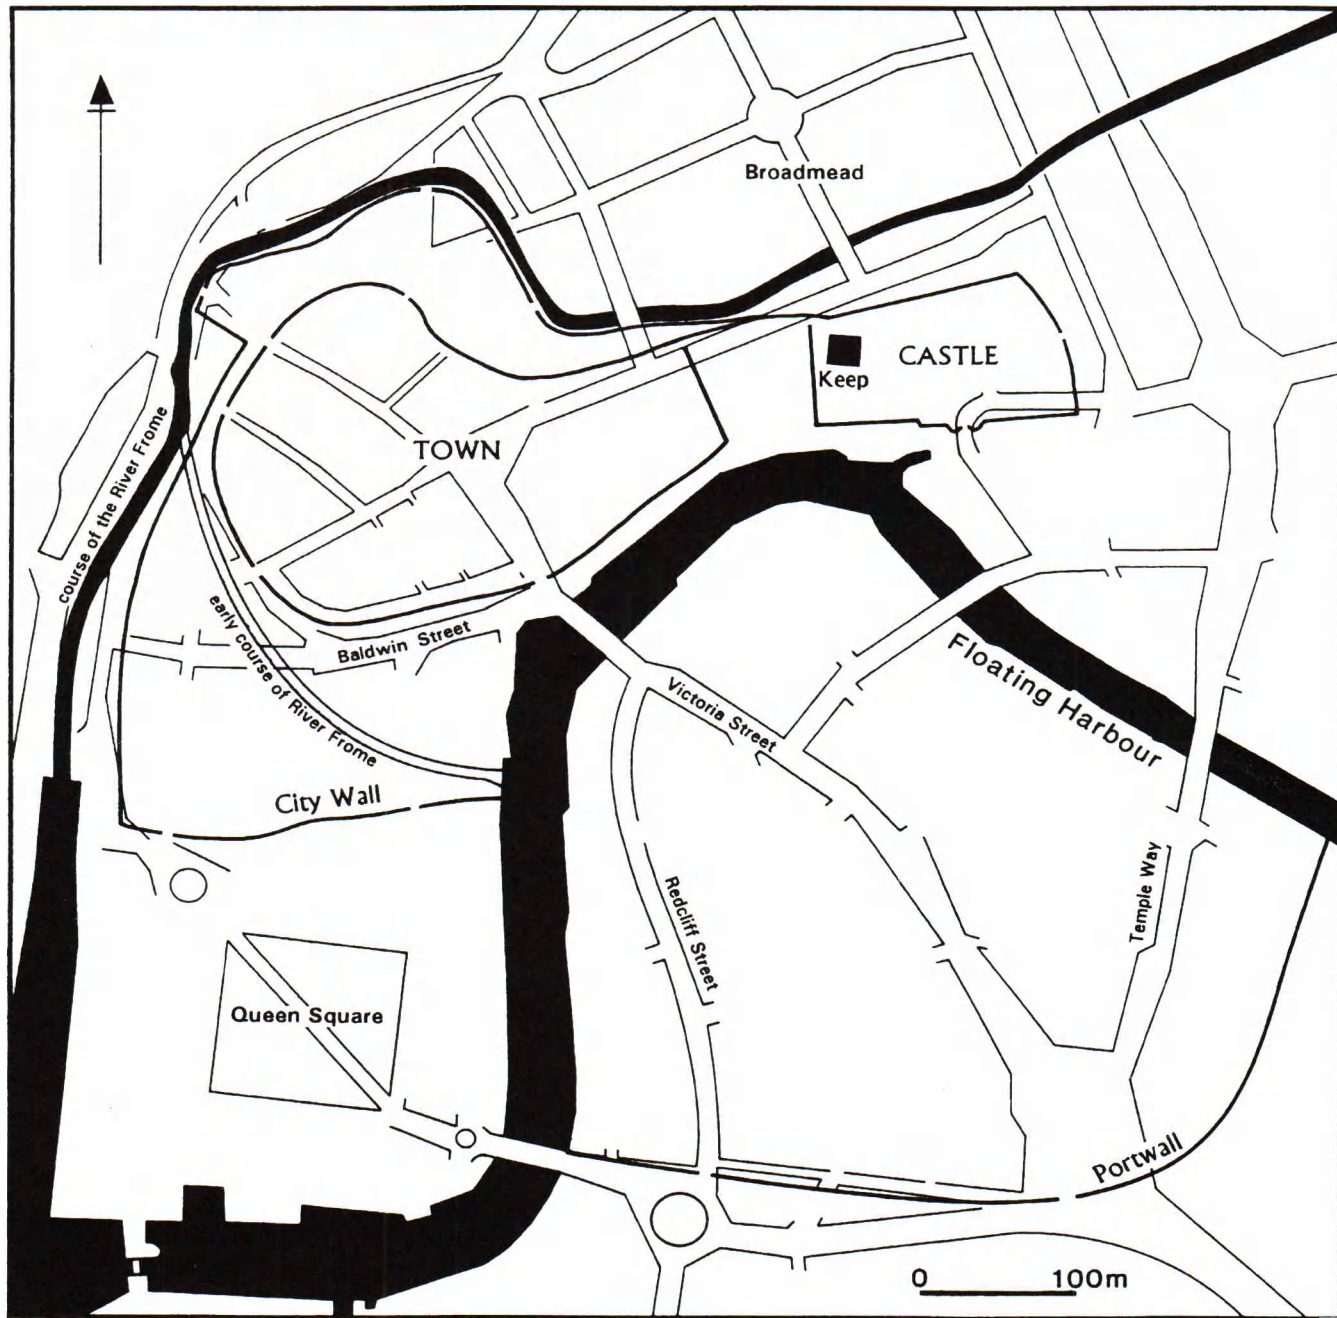 Broadmead
CASTLE
Keep
TOWN
course of the River Frome
early course of River Frome
Baldwin Street
Victoria Street
Floating Harbour
City Wall
Redcliff Street
Temple Way
Queen Square
Portwall
0 100m